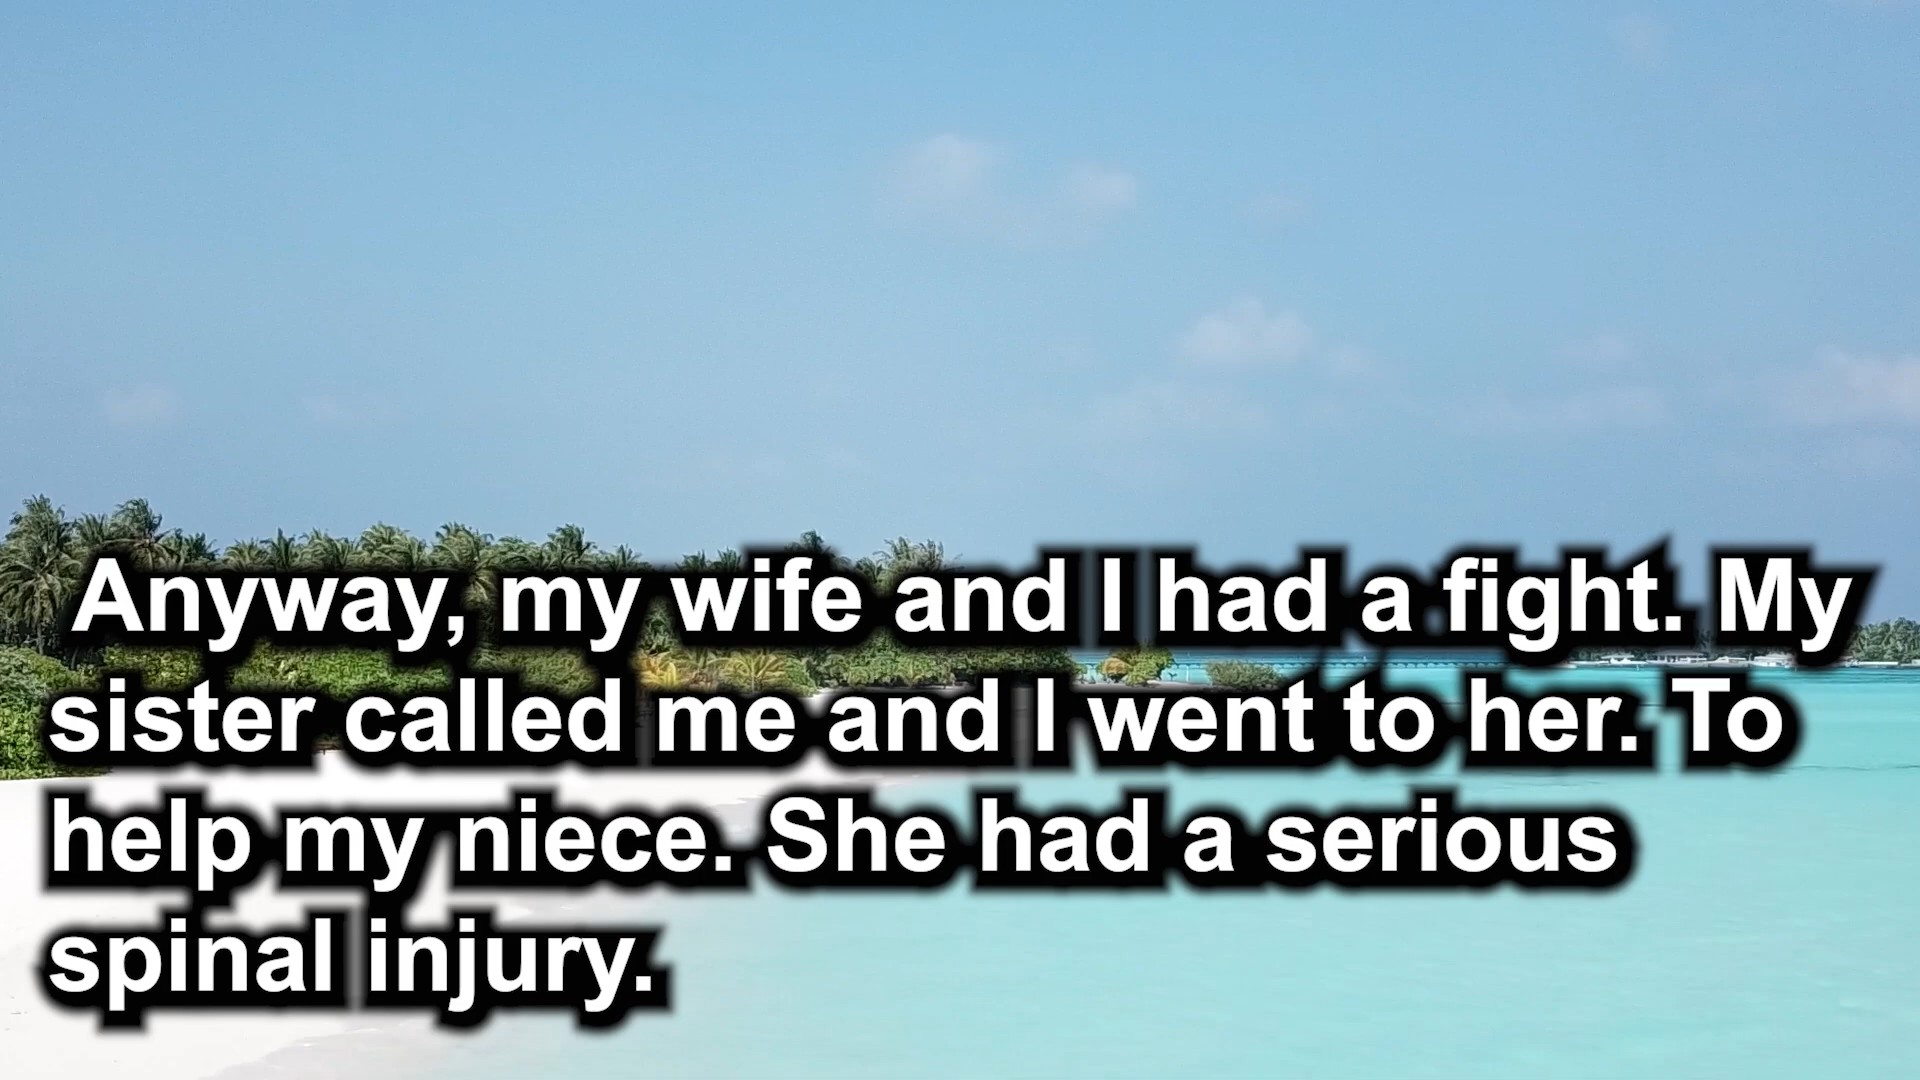 Anyway, my wife and I had a fight. My
sister called me and I went to her. To
help my niece. She had a serious
spinal injury.